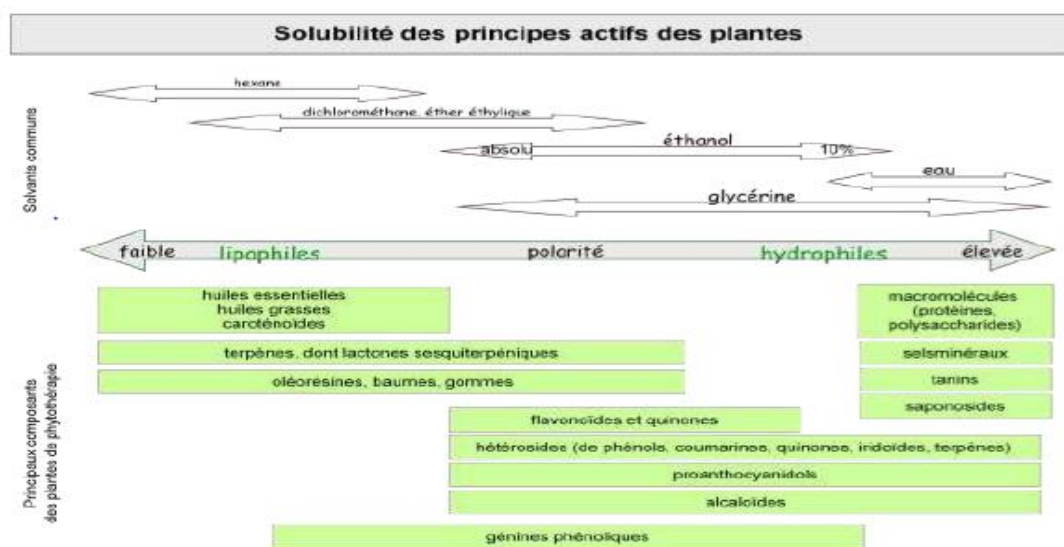 Solubilité des principes actifs des plantes
Solvants communs
hexane
dichlorométhane, éther éthylique
absolu
éthanol
10%
eau
glycérine
faible
lipophiles
polarité
hydrophiles
élevée
Principaux composants
des plantes de phytothérapie
huiles essentielles
huiles grasses
caroténoïdes
macromolécules
(protéines,
polysaccharides)
terpènes, dont lactones sesquiterpéniques
selsminéraux
oléorésines, baumes, gommes
tanins
saponosides
flavonoïdes et quinones
hétérosides (de phénols, coumarines, quinones, iridoïdes, terpènes)
proanthocyanidols
alcaloïdes
génines phénoliques